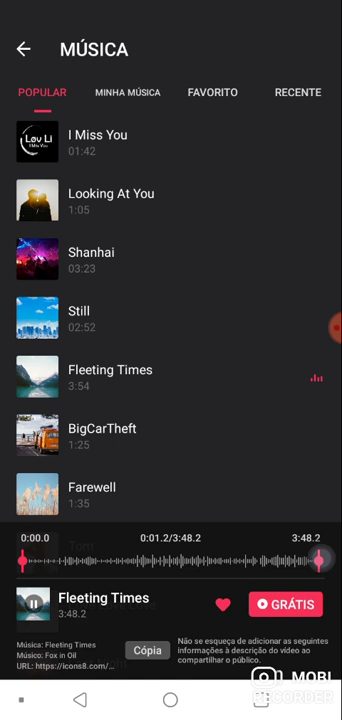 MÚSICA
POPULAR MINHA MÚSICA FAVORITO RECENTE
I Miss You
01:42
Looking At You
1:05
Shanhai
03:23
Still
02:52
Fleeting Times
3:54
BigCarTheft
1:25
Farewell
1:35
Tom
0:00.0 0:01.2/3:48.2 3:48.2
Fleeting Times
3:48.2
GRÁTIS
Música: Fleeting Times
Músico: Fox in Oil
URL: https://icons8.com/...
Cópia
Não se esqueça de adicionar as seguintes
informações à descrição do vídeo ao
compartilhar o público.
MOBI
RECORDER